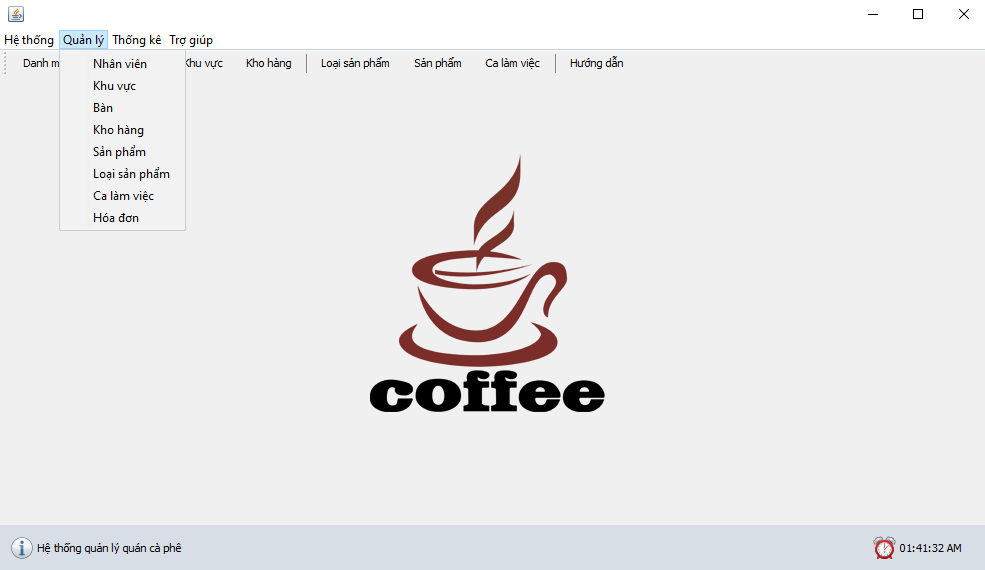 Hệ thống Quản lý Thống kê Trợ giúp
Danh Khu vực Kho hàng Loại sản phẩm Sản phẩm Ca làm việc Hướng dẫn
Nhân viên
Khu vực
Bàn
Kho hàng
Sản phẩm
Loại sản phẩm
Ca làm việc
Hóa đơn
coffee
Hệ thống quản lý quán cà phê 01:41:32 AM